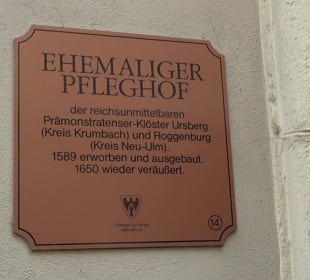 EHEMALIGER
PFLEGHOF
der reichsunmittelbaren
Prämonstratenser-Klöster Ursberg
(Kreis Krumbach) und Roggenburg
(Kreis Neu-Ulm).
1589 erworben und ausgebaut.
1650 wieder veräußert.
14